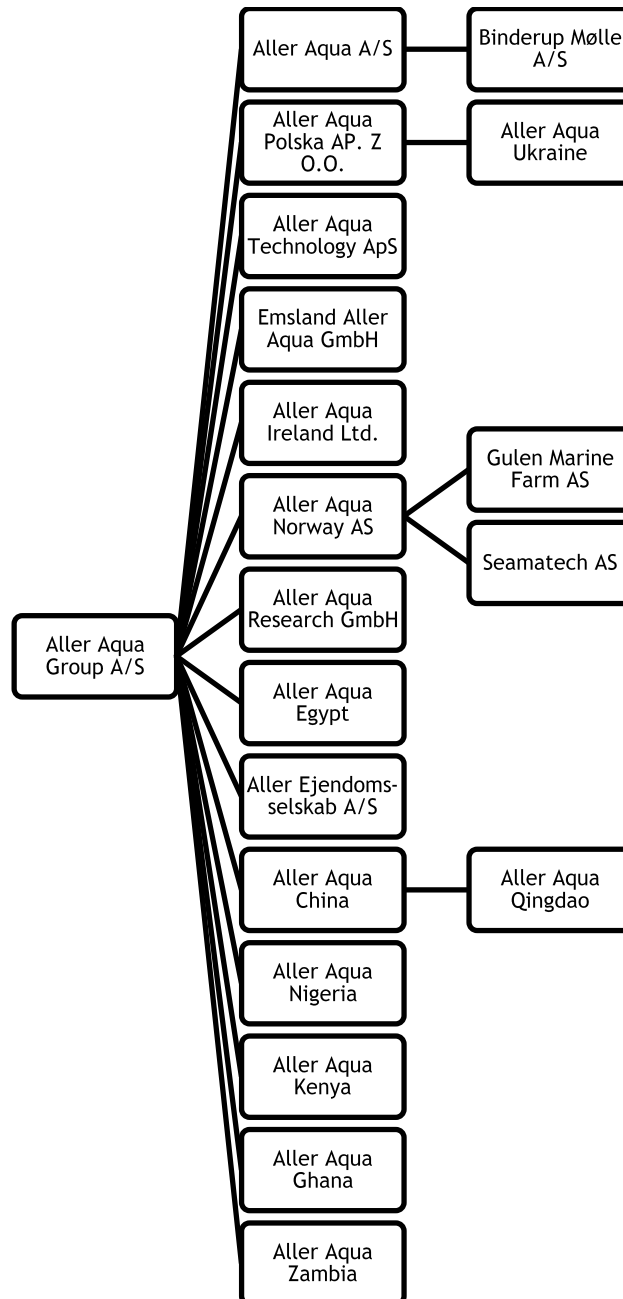 Aller Aqua A/S
Binderup Mølle
A/S
Aller Aqua
Polska AP. Z
O.O.
Aller Aqua
Ukraine
Aller Aqua
Technology ApS
Emsland Aller
Aqua GmbH
Aller Aqua
Ireland Ltd.
Aller Aqua
Norway AS
Gulen Marine
Farm AS
Seamatech AS
Aller Aqua
Research GmbH
Aller Aqua
Group A/S
Aller Aqua
Egypt
Aller Ejendoms-
selskab A/S
Aller Aqua
China
Aller Aqua
Qingdao
Aller Aqua
Nigeria
Aller Aqua
Kenya
Aller Aqua
Ghana
Aller Aqua
Zambia